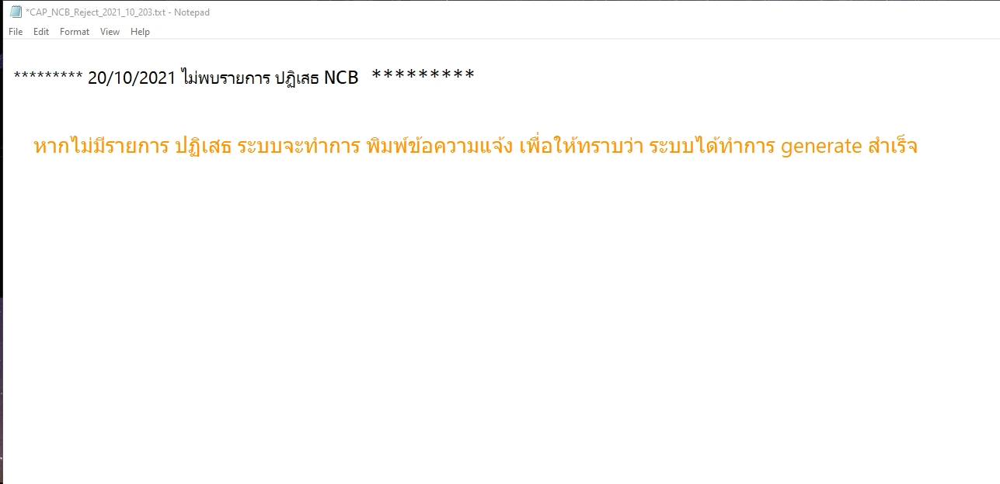 *CAP_NCB_Reject_2021_10_203.txt - Notepad
File Edit Format View Help
********* 20/10/2021 ไม่พบรายการ ปฏิเสธ NCB *********
หากไม่มีรายการ ปฏิเสธ ระบบจะทำการ พิมพ์ข้อความแจ้ง เพื่อให้ทราบว่า ระบบได้ทำการ generate สำเร็จ